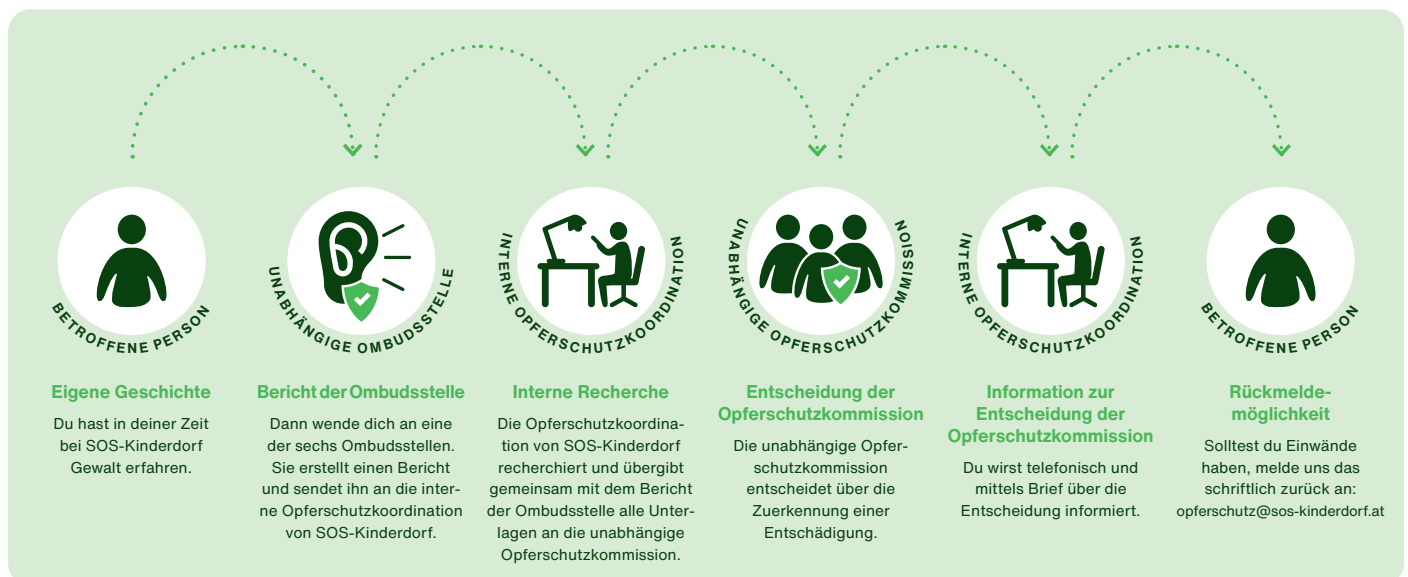 BETROFFENE PERSON
Eigene Geschichte
Du hast in deiner Zeit
bei SOS-Kinderdorf
Gewalt erfahren.
UNABHÄNGIGE OMBUDSSTELLE
Bericht der Ombudsstelle
Dann wende dich an eine
der sechs Ombudsstellen.
Sie erstellt einen Bericht
und sendet ihn an die inter-
ne Opferschutzkoordination
von SOS-Kinderdorf.
INTERNE OPFERSCHUTZKOORDINATION
Interne Recherche
Die Opferschutzkoordina-
tion von SOS-Kinderdorf
recherchiert und übergibt
gemeinsam mit dem Bericht
der Ombudsstelle alle Unter-
lagen an die unabhängige
Opferschutzkommission.
UNABHÄNGIGE OPFERSCHUTZKOMMISSION
Entscheidung der
Opferschutzkommission
Die unabhängige Opfer-
schutzkommission
entscheidet über die
Zuerkennung einer
Entschädigung.
INTERNE OPFERSCHUTZKOORDINATION
Information zur
Entscheidung der
Opferschutzkommission
Du wirst telefonisch und
mittels Brief über die
Entscheidung informiert.
BETROFFENE PERSON
Rückmelde-
möglichkeit
Solltest du Einwände
haben, melde uns das
schriftlich zurück an:
opferschutz@sos-kinderdorf.at